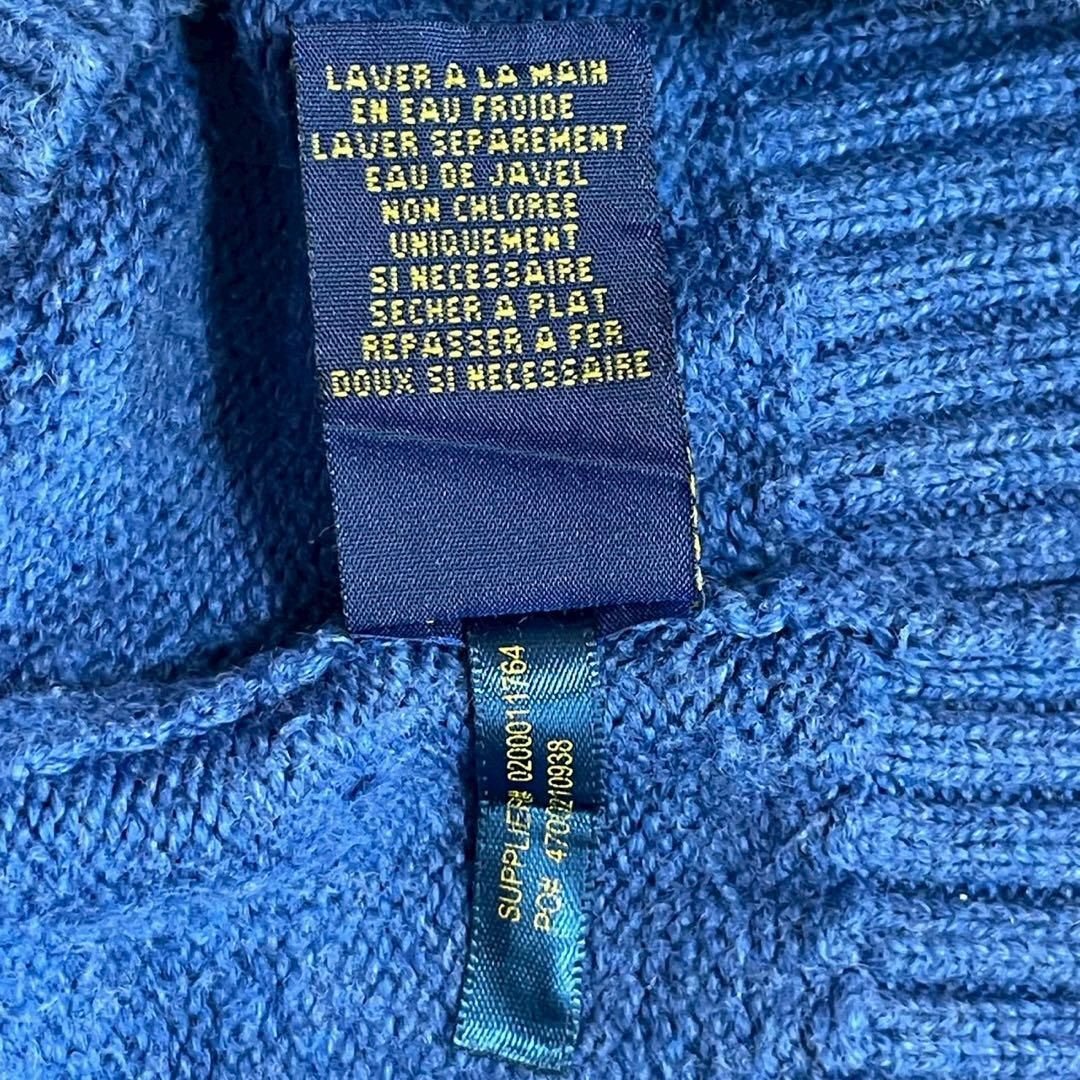 LAVER A LA MAIN
EN EAU FROIDE
LAVER SEPAREMENT
EAU DE JAVEL
NON CHLOREE
UNIQUEMENT
SI NECESSAIRE
SECHER A PLAT
REPASSER A FER
DOUX SI NECESSAIRE
SUPPLIER# 0200011764
PO# 4700210938